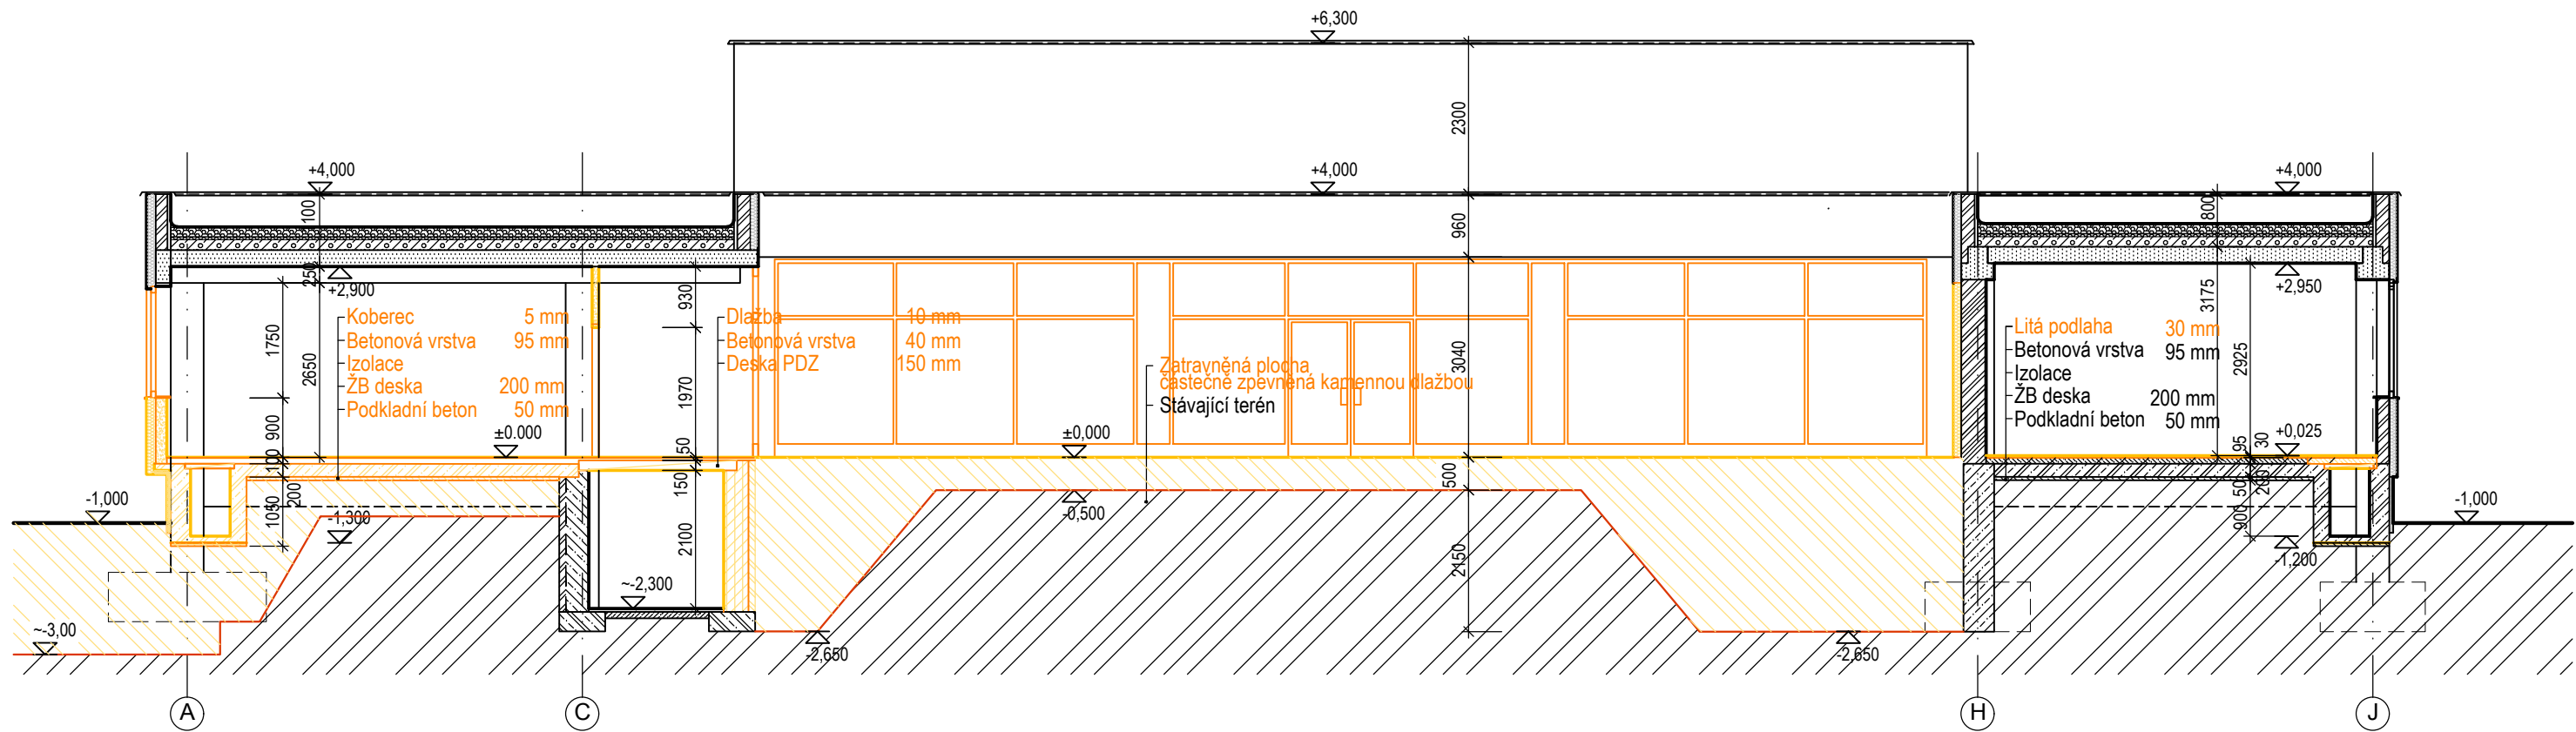 +6,300
2300
+4,000
+4,000
+4,000
1100
960
800
250
+2,900
930
3175
+2,950
Koberec 5 mm
Betonová vrstva 95 mm
Izolace
ŽB deska 200 mm
Podkladní beton 50 mm
Dlažba 10 mm
Betonová vrstva 40 mm
Deska PDZ 150 mm
Zatravněná plocha
částečně zpevněná kamennou dlažbou
Stávající terén
Litá podlaha 30 mm
Betonová vrstva 95 mm
Izolace
ŽB deska 200 mm
Podkladní beton 50 mm
1750
2650
1970
3040
2925
900
±0.000
50
±0,000
+0,025
95
30
100
150
500
200
50
200
-1,000
1050
-1,300
-0,500
900
-1,000
-1,200
2100
2150
~-2,300
~-3,00
-2,650
-2,650
A
C
H
J